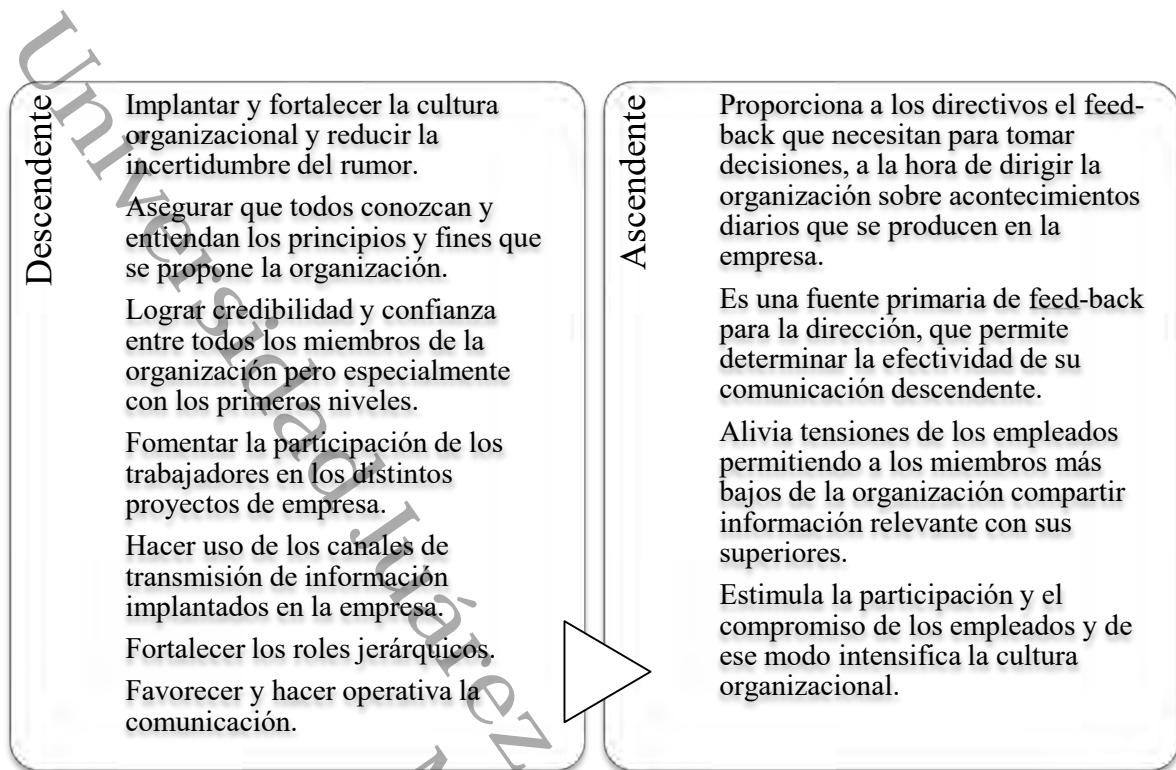 Descendente
Implantar y fortalecer la cultura
organizacional y reducir la
incertidumbre del rumor.
Asegurar que todos conozcan y
entiendan los principios y fines que
se propone la organización.
Lograr credibilidad y confianza
entre todos los miembros de la
organización pero especialmente
con los primeros niveles.
Fomentar la participación de los
trabajadores en los distintos
proyectos de empresa.
Hacer uso de los canales de
transmisión de información
implantados en la empresa.
Fortalecer los roles jerárquicos.
Favorecer y hacer operativa la
comunicación.
Ascendente
Proporciona a los directivos el feed-
back que necesitan para tomar
decisiones, a la hora de dirigir la
organización sobre acontecimientos
diarios que se producen en la
empresa.
Es una fuente primaria de feed-back
para la dirección, que permite
determinar la efectividad de su
comunicación descendente.
Alivia tensiones de los empleados
permitiendo a los miembros más
bajos de la organización compartir
información relevante con sus
superiores.
Estimula la participación y el
compromiso de los empleados y de
ese modo intensifica la cultura
organizacional.
Universidad Juárez